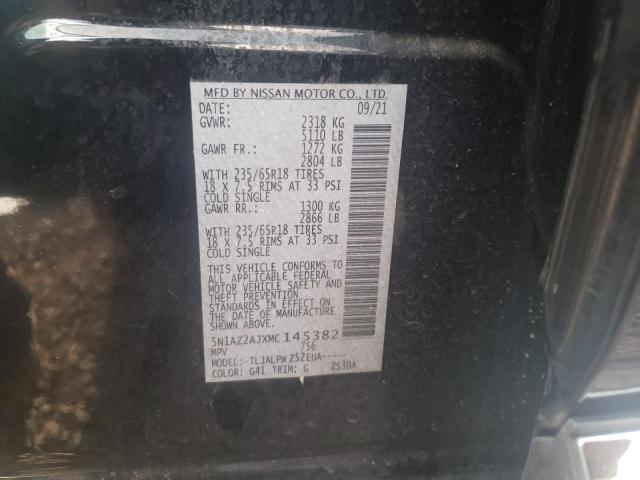 MFD BY NISSAN MOTOR CO., LTD.
DATE: 09/21
GVWR: 2318 KG
5110 LB
GAWR FR.: 1272 KG
2804 LB
WITH 235/65R18 TIRES
18 X 7.5 RIMS AT 33 PSI
COLD SINGLE
GAWR RR.: 1300 KG
2866 LB
WITH 235/65R18 TIRES
18 X 7.5 RIMS AT 33 PSI
COLD SINGLE
THIS VEHICLE CONFORMS TO
ALL APPLICABLE FEDERAL
MOTOR VEHICLE SAFETY AND
THEFT PREVENTION
STANDARDS IN EFFECT ON
THE DATE OF MANUFACTURE
SHOWN ABOVE
5N1AZ2AJXMC145382
MPV 756
MODEL: -TLJALPWZ52EUA-----
COLOR: G41 TRIM: G ZS3DA